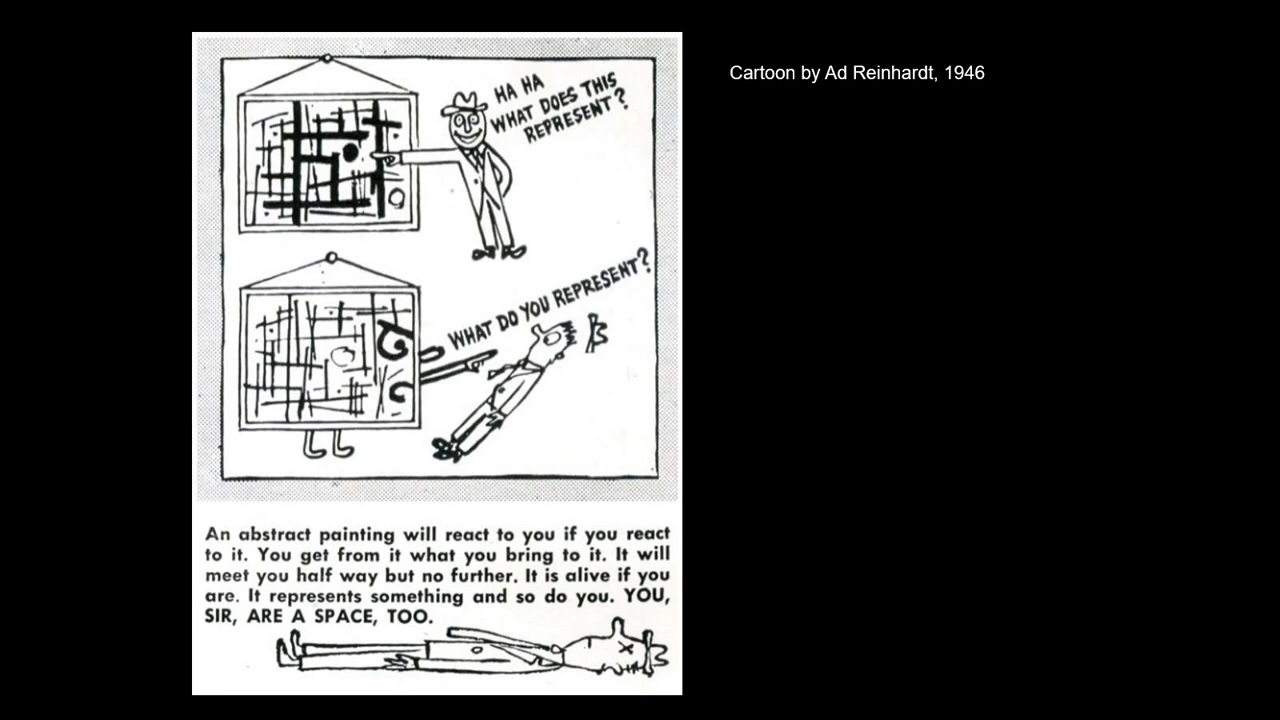 Cartoon by Ad Reinhardt, 1946
HA HA
WHAT DOES THIS
REPRESENT?
WHAT DO YOU REPRESENT?
An abstract painting will react to you if you react
to it. You get from it what you bring to it. It will
meet you half way but no further. It is alive if you
are. It represents something and so do you. YOU,
SIR, ARE A SPACE, TOO.